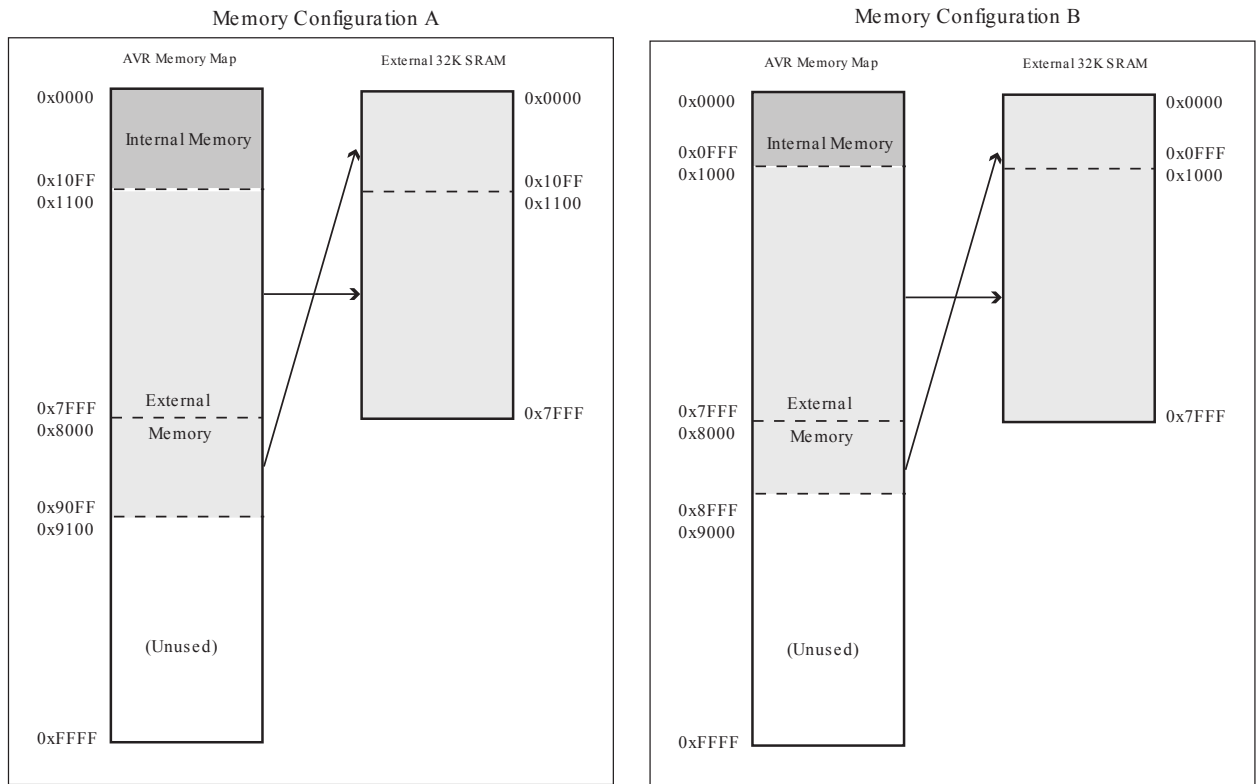 Memory Configuration A
AVR Memory Map
External 32K SRAM
0x0000
Internal Memory
0x10FF
0x1100
0x7FFF
0x8000
External
Memory
0x90FF
0x9100
(Unused)
0xFFFF
0x0000
0x10FF
0x1100
0x7FFF
Memory Configuration B
AVR Memory Map
External 32K SRAM
0x0000
Internal Memory
0x0FFF
0x1000
0x7FFF
0x8000
External
Memory
0x8FFF
0x9000
(Unused)
0xFFFF
0x0000
0x0FFF
0x1000
0x7FFF